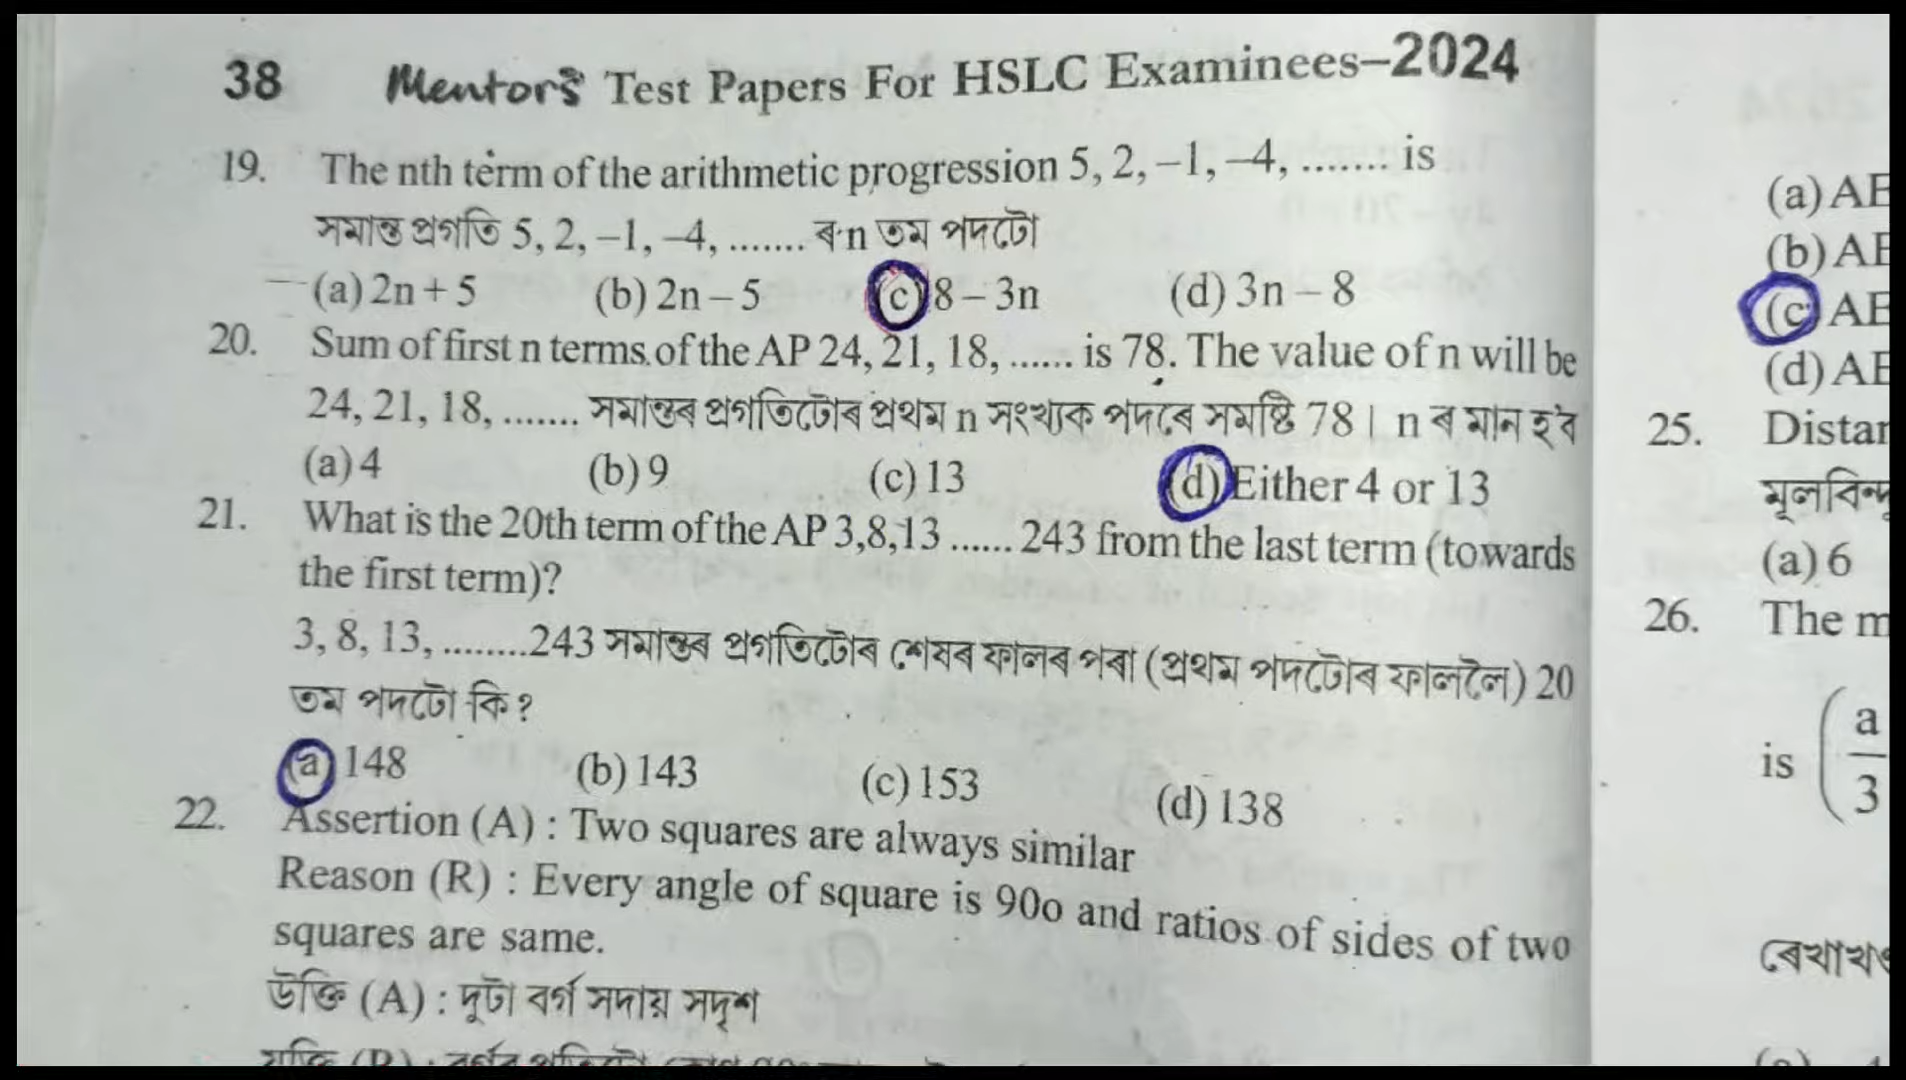 38 Mentor's Test Papers For HSLC Examinees–2024
19. The nth term of the arithmetic progression 5, 2, –1, –4, ....... is
সমান্ত প্ৰগতি 5, 2, –1, –4, ....... ৰ n তম পদটো
(a) 2n + 5 (b) 2n – 5 (c) 8 – 3n (d) 3n – 8
20. Sum of first n terms of the AP 24, 21, 18, ...... is 78. The value of n will be
24, 21, 18, ....... সমান্তৰ প্ৰগতিটোৰ প্ৰথম n সংখ্যক পদৰে সমষ্টি 78। n ৰ মান হ'ব
(a) 4 (b) 9 (c) 13 (d) Either 4 or 13
21. What is the 20th term of the AP 3,8,13 ...... 243 from the last term (towards
the first term)?
3, 8, 13, ........243 সমান্তৰ প্ৰগতিটোৰ শেষৰ ফালৰ পৰা (প্ৰথম পদটোৰ ফাললৈ) 20
তম পদটো কি?
(a) 148 (b) 143 (c) 153 (d) 138
22. Assertion (A) : Two squares are always similar
Reason (R) : Every angle of square is 90o and ratios of sides of two
squares are same.
উক্তি (A) : দুটা বৰ্গ সদায় সদৃশ
(a) AE
(b) AE
(c) AE
(d) AE
25. Distan
মূলবিন্দু
(a) 6
26. The m
is (a/3
ৰেখাখণ্ড